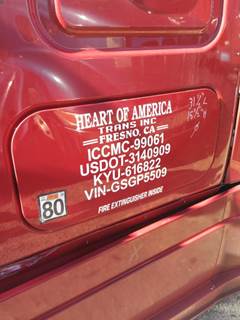 HEART OF AMERICA
TRANS INC
FRESNO, CA
ICCMC-99061
USDOT-3140909
KYU-616822
VIN-GSGP5509
FIRE EXTINGUISHER INSIDE
80